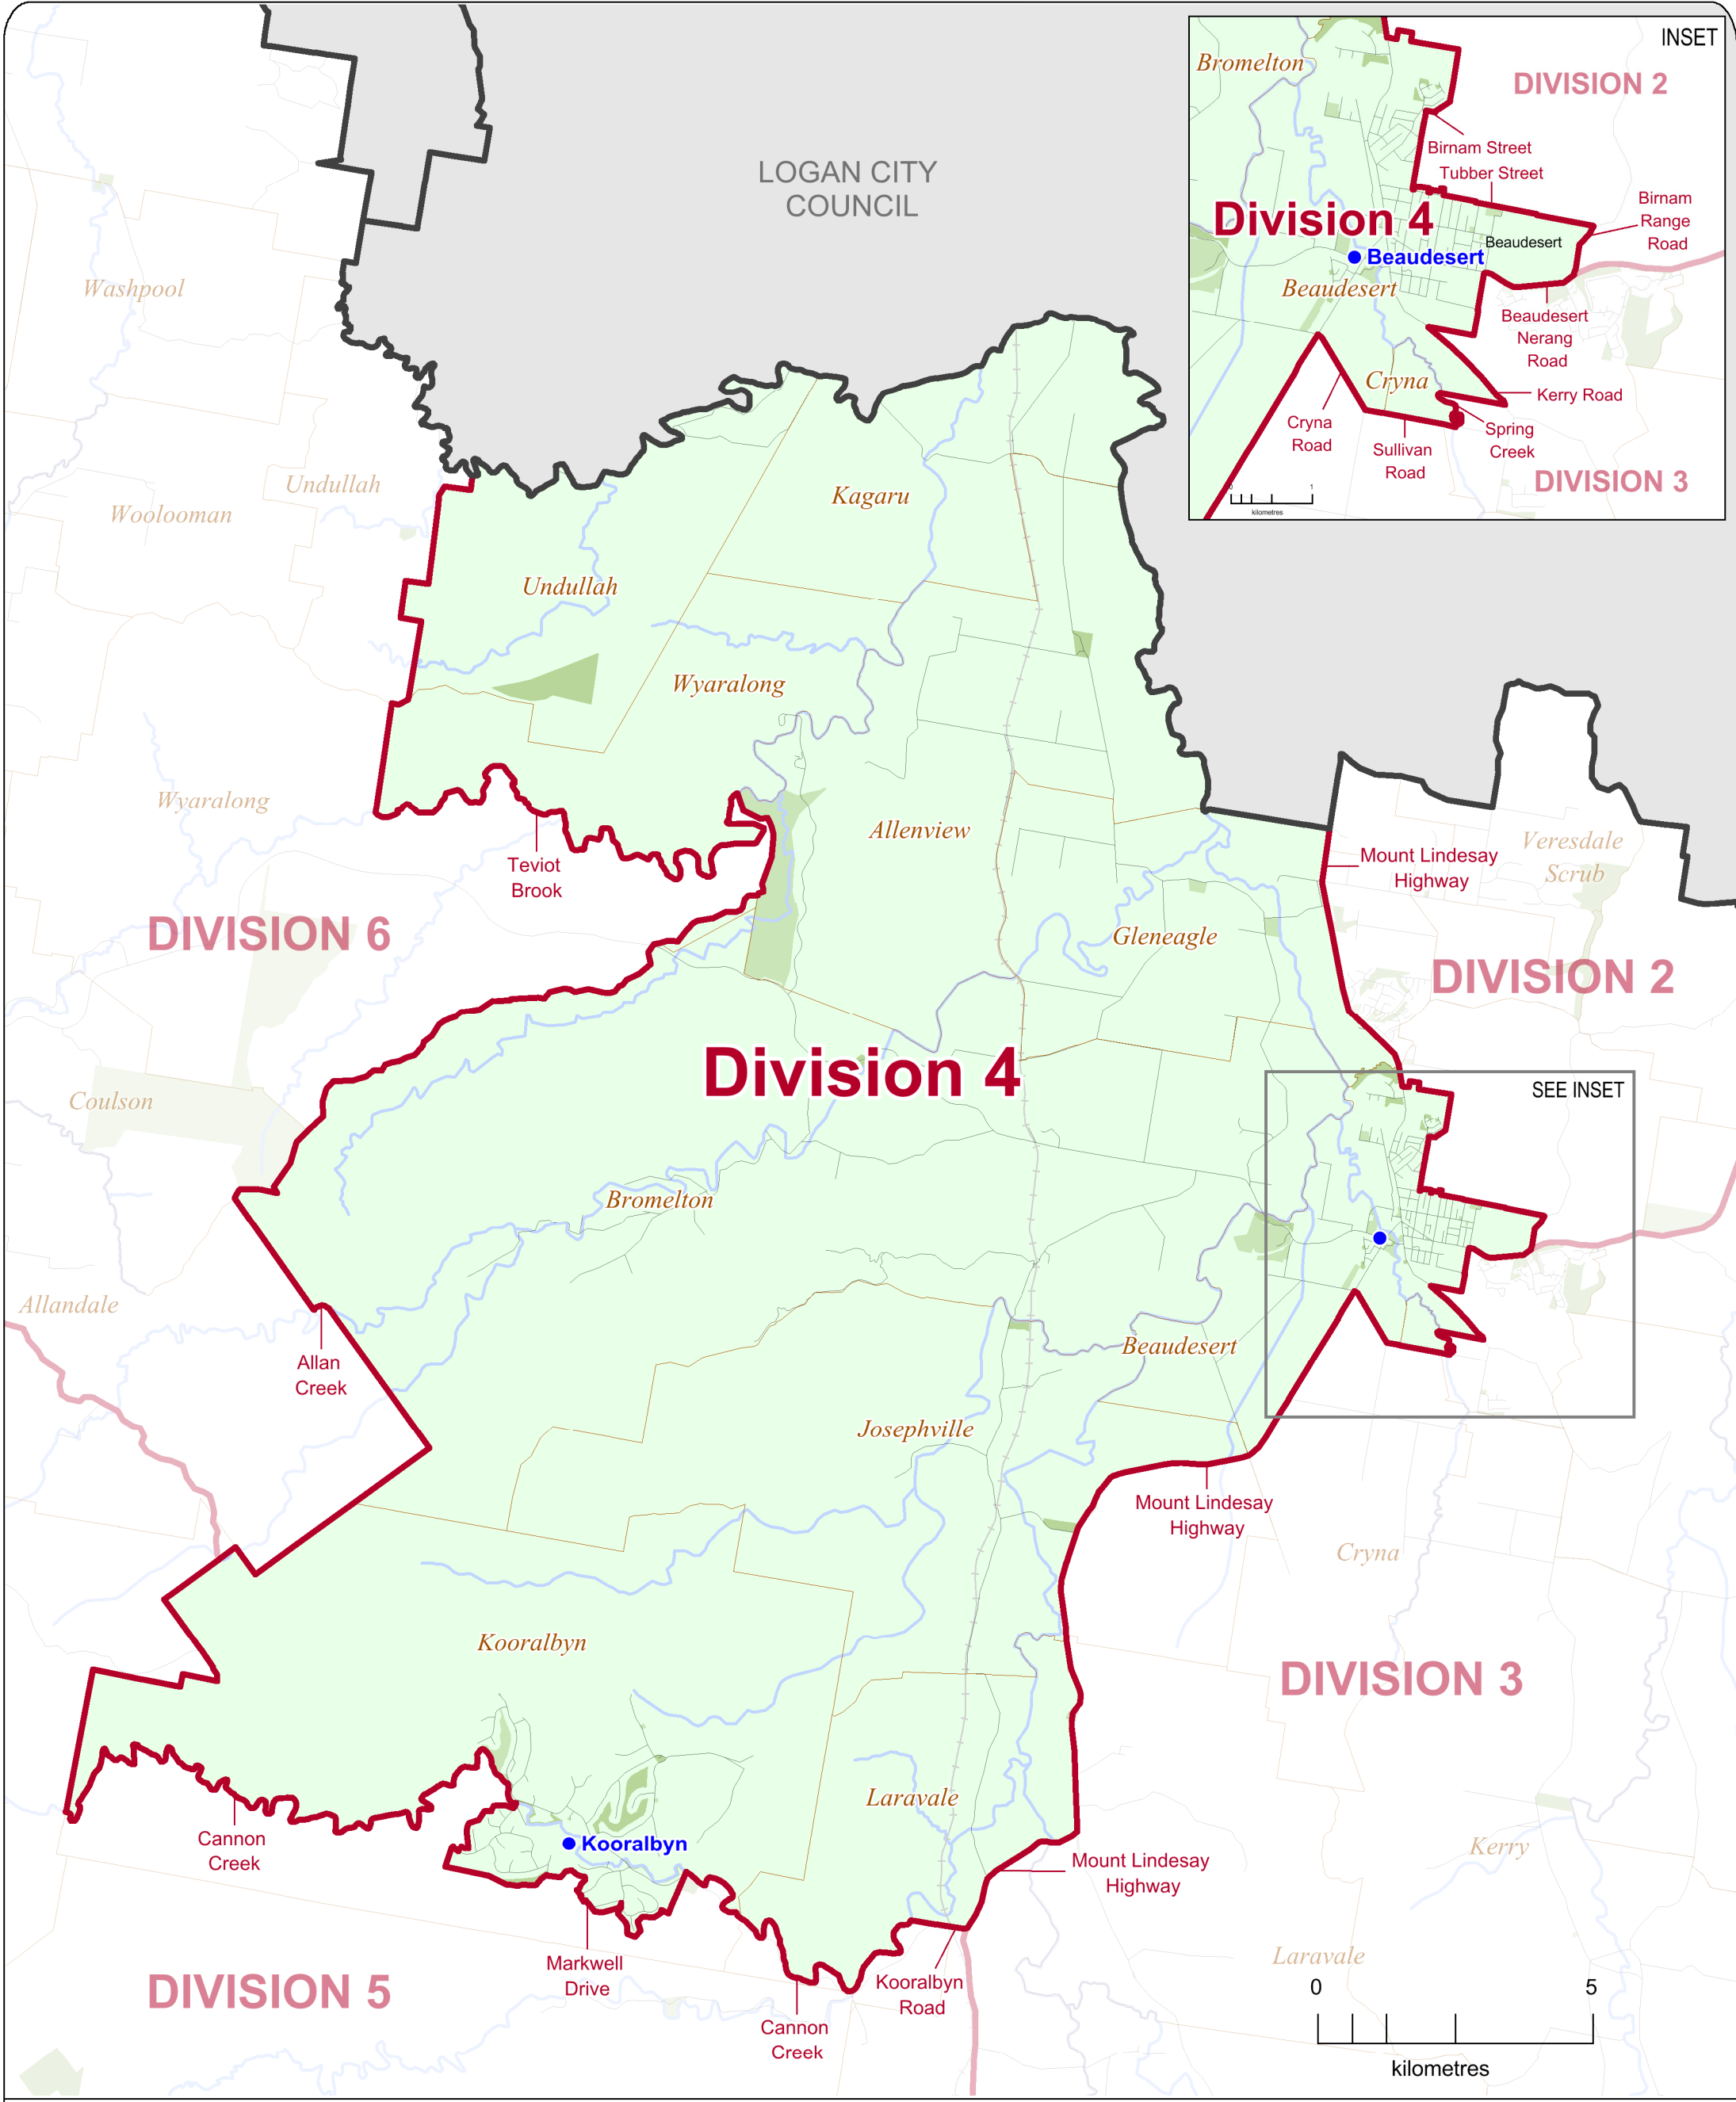 INSET
Bromelton
DIVISION 2
Birnam Street
Tubber Street
Birnam
Range
Road
Division 4
Beaudesert
Beaudesert
Beaudesert
Beaudesert
Nerang
Road
Cryna
Kerry Road
Cryna
Road
Spring
Creek
Sullivan
Road
DIVISION 3
1
kilometres
LOGAN CITY
COUNCIL
Washpool
Undullah
Woolooman
Kagaru
Undullah
Wyaralong
Wyaralong
Allenview
Veresdale
Scrub
Mount Lindesay
Highway
Teviot
Brook
DIVISION 6
Gleneagle
DIVISION 2
Division 4
SEE INSET
Coulson
Bromelton
Allandale
Beaudesert
Allan
Creek
Josephville
Mount Lindesay
Highway
Cryna
Kooralbyn
DIVISION 3
Laravale
Kooralbyn
Cannon
Creek
Kerry
Mount Lindesay
Highway
Laravale
Markwell
Drive
DIVISION 5
Kooralbyn
Road
Cannon
Creek
0 5
kilometres